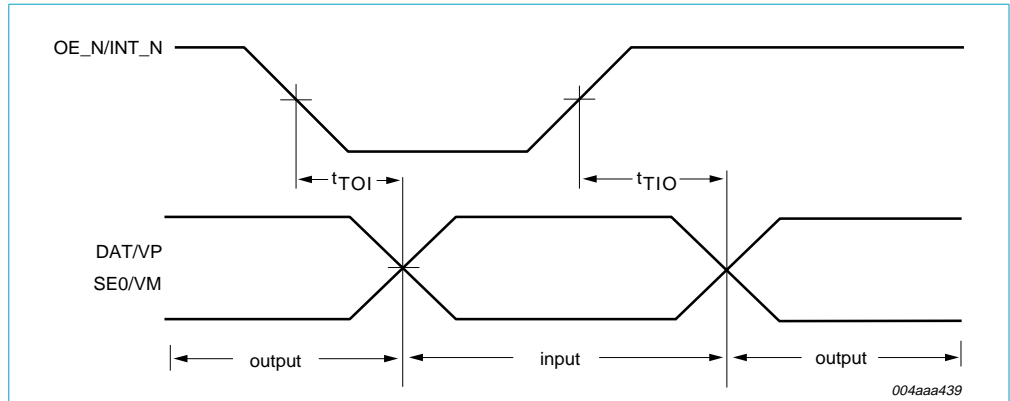 OE_N/INT_N
tTOI
tTIO
DAT/VP
SE0/VM
output
input
output
004aaa439